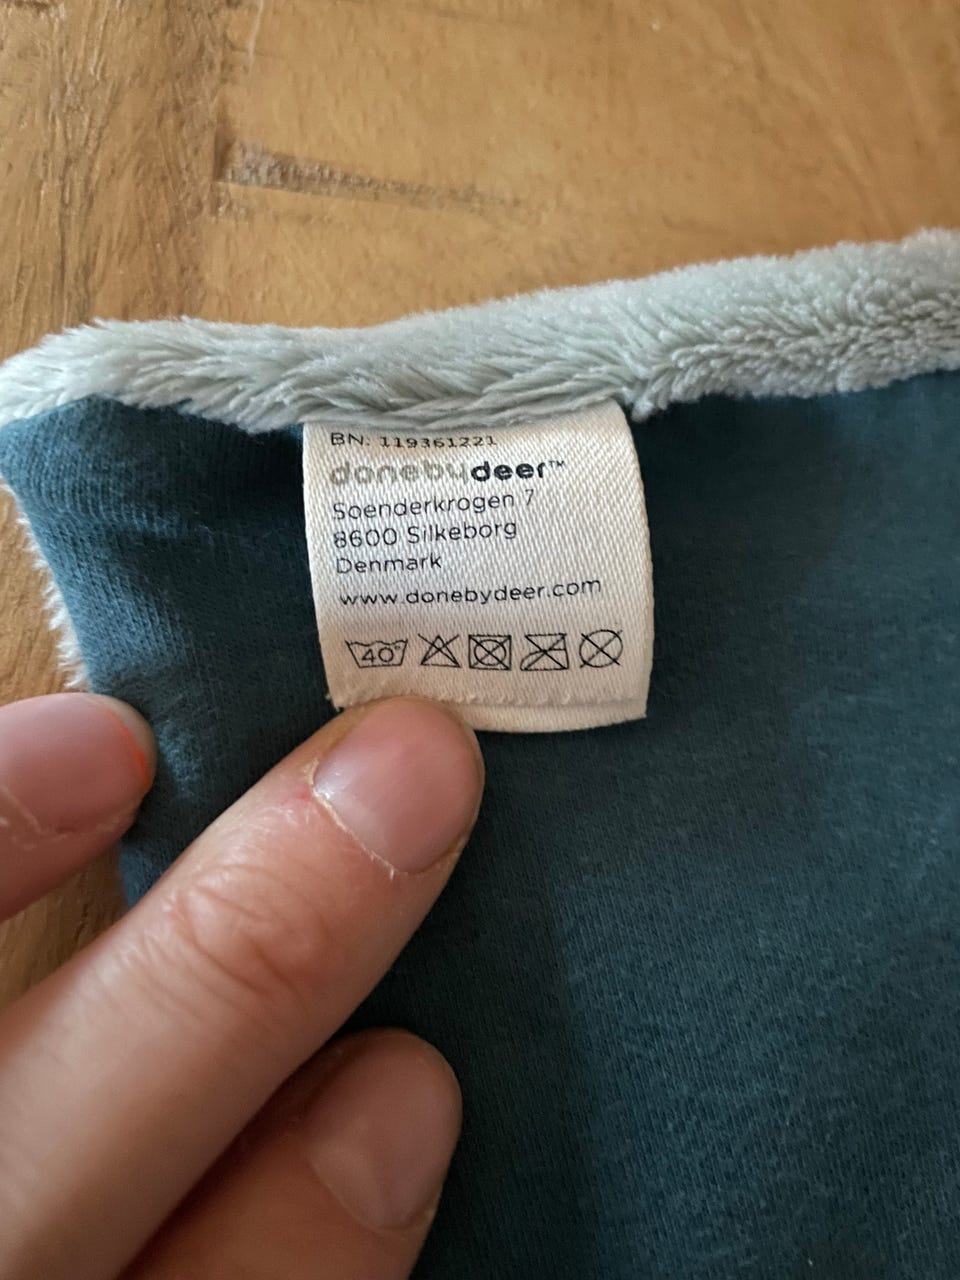 BN: 119361221
donebydeer™
Soenderkrogen 7
8600 Silkeborg
Denmark
www.donebydeer.com
40°